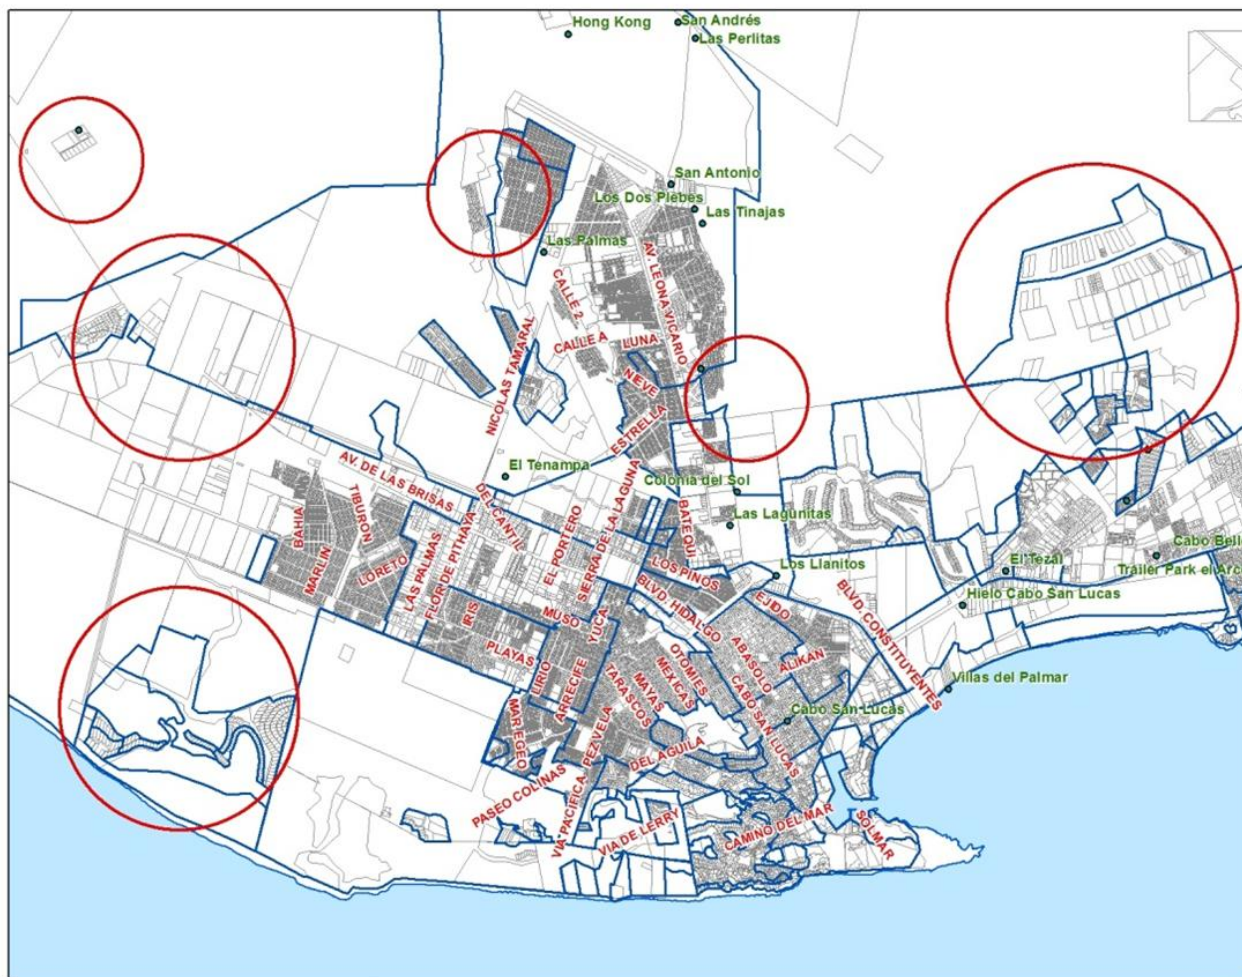 Hong Kong
San Andrés
Las Perlitas
San Antonio
Los Dos Plebes
Las Tinajas
Las Palmas
AV. LEONA VICARIO
CALLE 2
CALLE A
LUNA
NICOLAS TAMARAL
NIEVE
ESTRELLA
El Tenampa
AV. DE LAS BRISAS
Colonia del Sol
DEL CANTIL
SIERRA DE LA LAGUNA
BAHIA
TIBURON
EL PORTERO
BATEQUI
Las Lagunitas
MARLIN
LORETO
LAS PALMAS
FLOR DE PITHAYA
LOS PINOS
Los Llanitos
El Tezal
Cabo Bell
Trailer Park el Arc
Hielo Cabo San Lucas
IRIS
MUSO
YUCA
BLVD. HIDALGO
EJIDO
BLVD. CONSTITUYENTES
PLAYAS
LIRIO
ARRECIFE
TARASCOS
MAYAS
MEXICAS
OTOMIES
ABASOLO
ALIKAN
Villas del Palmar
MAR EGEO
PEZ VELA
CABO SAN LUCAS
Cabo San Lucas
DEL AGUILA
PASEO COLINAS
VIA PACIFICA
VIA DE LERRY
CAMINO DEL MAR
SOLMAR